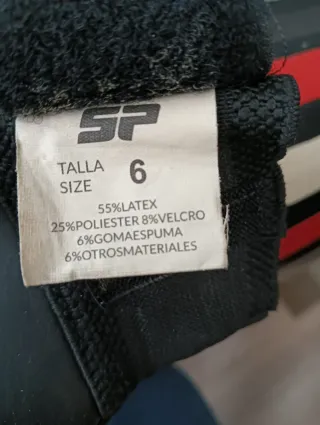 SP
TALLA 6
SIZE
55%LATEX
25%POLIESTER 8%VELCRO
6%GOMAESPUMA
6%OTROSMATERIALES